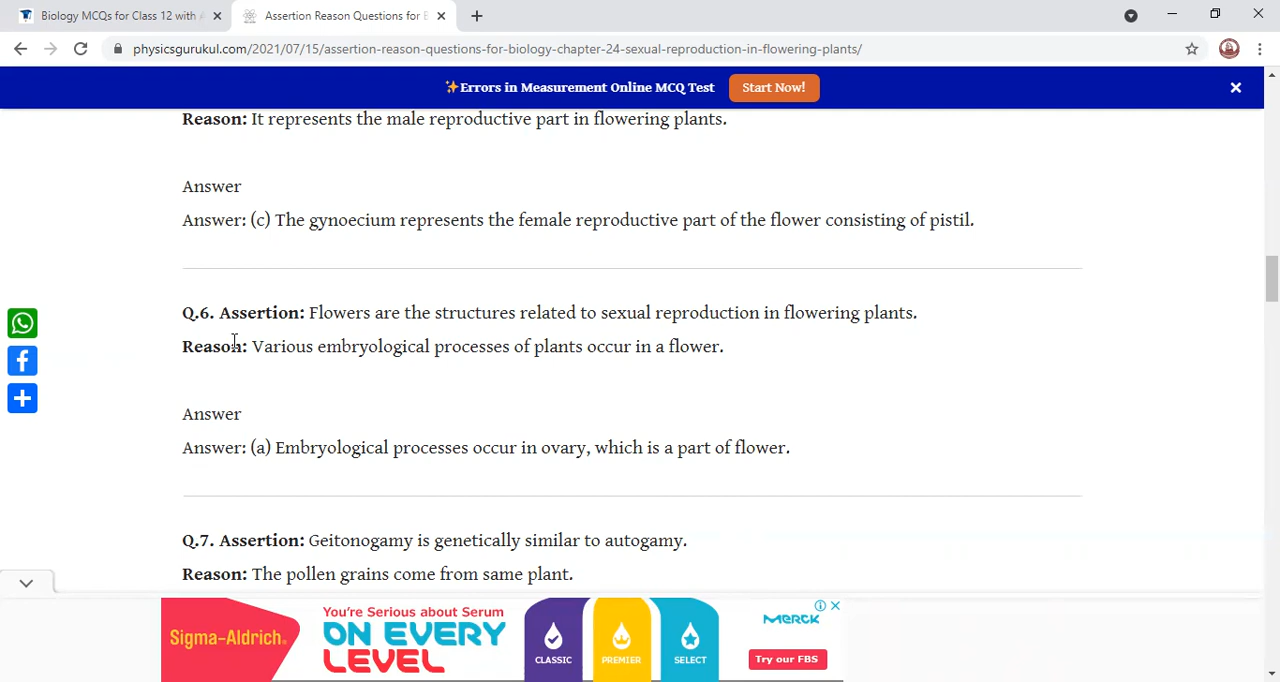 Biology MCQs for Class 12 with
Assertion Reason Questions for B
physicsgurukul.com/2021/07/15/assertion-reason-questions-for-biology-chapter-24-sexual-reproduction-in-flowering-plants/
✨Errors in Measurement Online MCQ Test Start Now!
Reason: It represents the male reproductive part in flowering plants.
Answer
Answer: (c) The gynoecium represents the female reproductive part of the flower consisting of pistil.
Q.6. Assertion: Flowers are the structures related to sexual reproduction in flowering plants.
Reason: Various embryological processes of plants occur in a flower.
Answer
Answer: (a) Embryological processes occur in ovary, which is a part of flower.
Q.7. Assertion: Geitonogamy is genetically similar to autogamy.
Reason: The pollen grains come from same plant.
Sigma-Aldrich.
You're Serious about Serum
ON EVERY
LEVEL
CLASSIC
PREMIER
SELECT
MERCK
Try our FBS